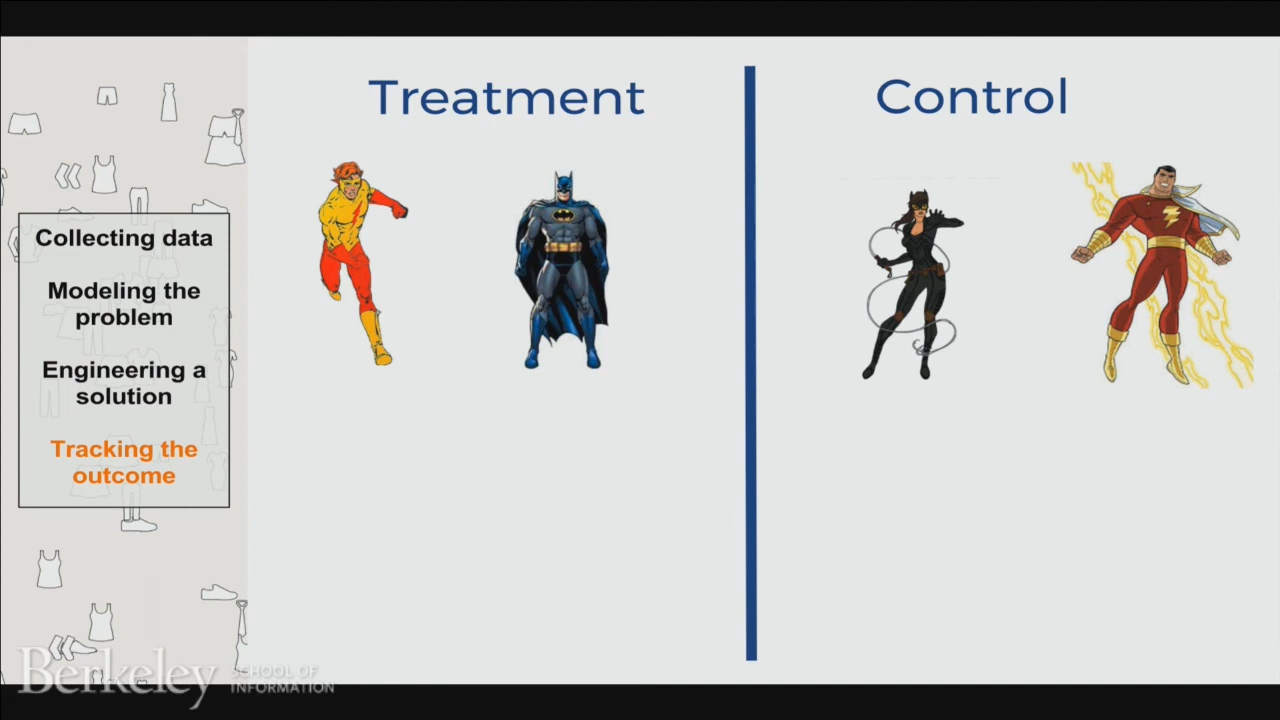 Treatment
Control
Collecting data
Modeling the
problem
Engineering a
solution
Tracking the
outcome
Berkeley
SCHOOL OF
INFORMATION